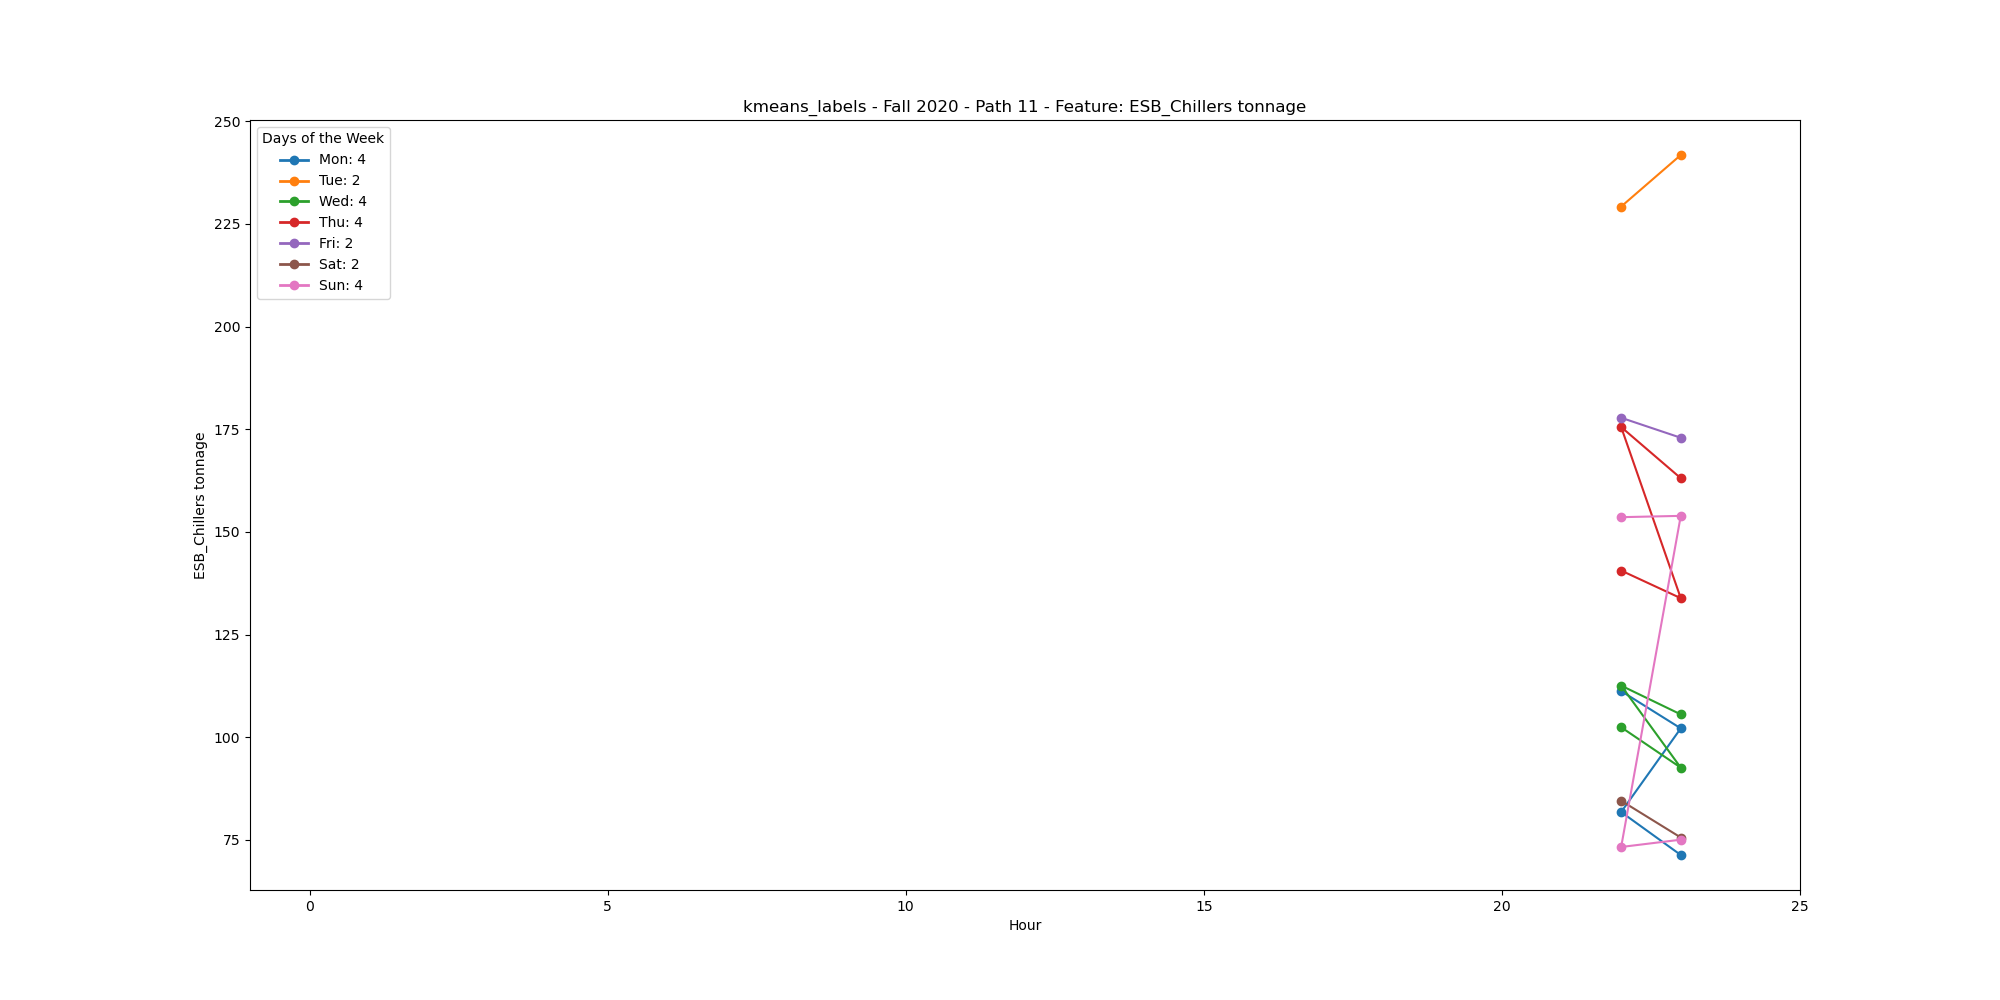 kmeans_labels - Fall 2020 - Path 11 - Feature: ESB_Chillers tonnage
250
225
200
175
150
125
100
75
ESB_Chillers tonnage
Days of the Week
Mon: 4
Tue: 2
Wed: 4
Thu: 4
Fri: 2
Sat: 2
Sun: 4
0 5 10 15 20 25
Hour